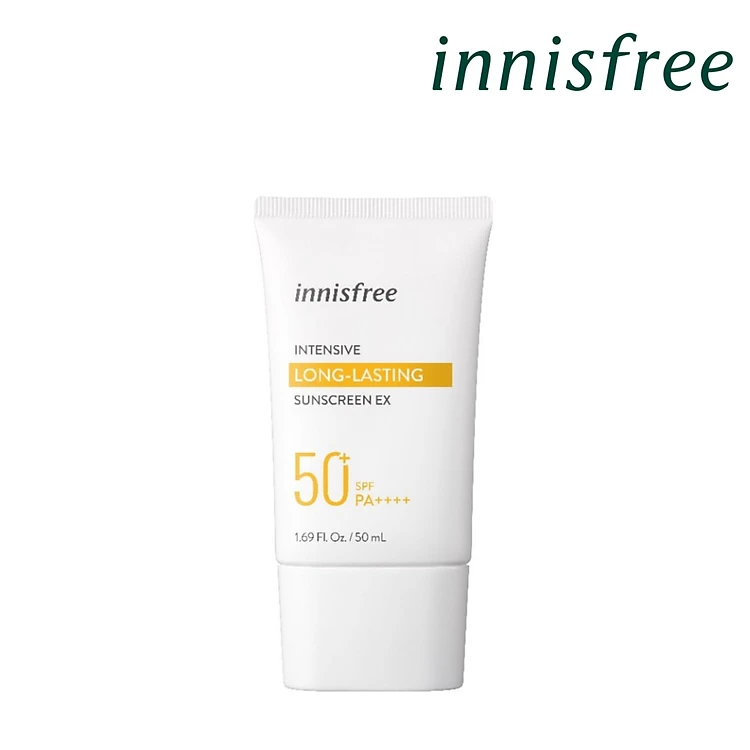 innisfree
innisfree
INTENSIVE
LONG-LASTING
SUNSCREEN EX
50+ SPF
PA++++
1.69 Fl. Oz. / 50 mL